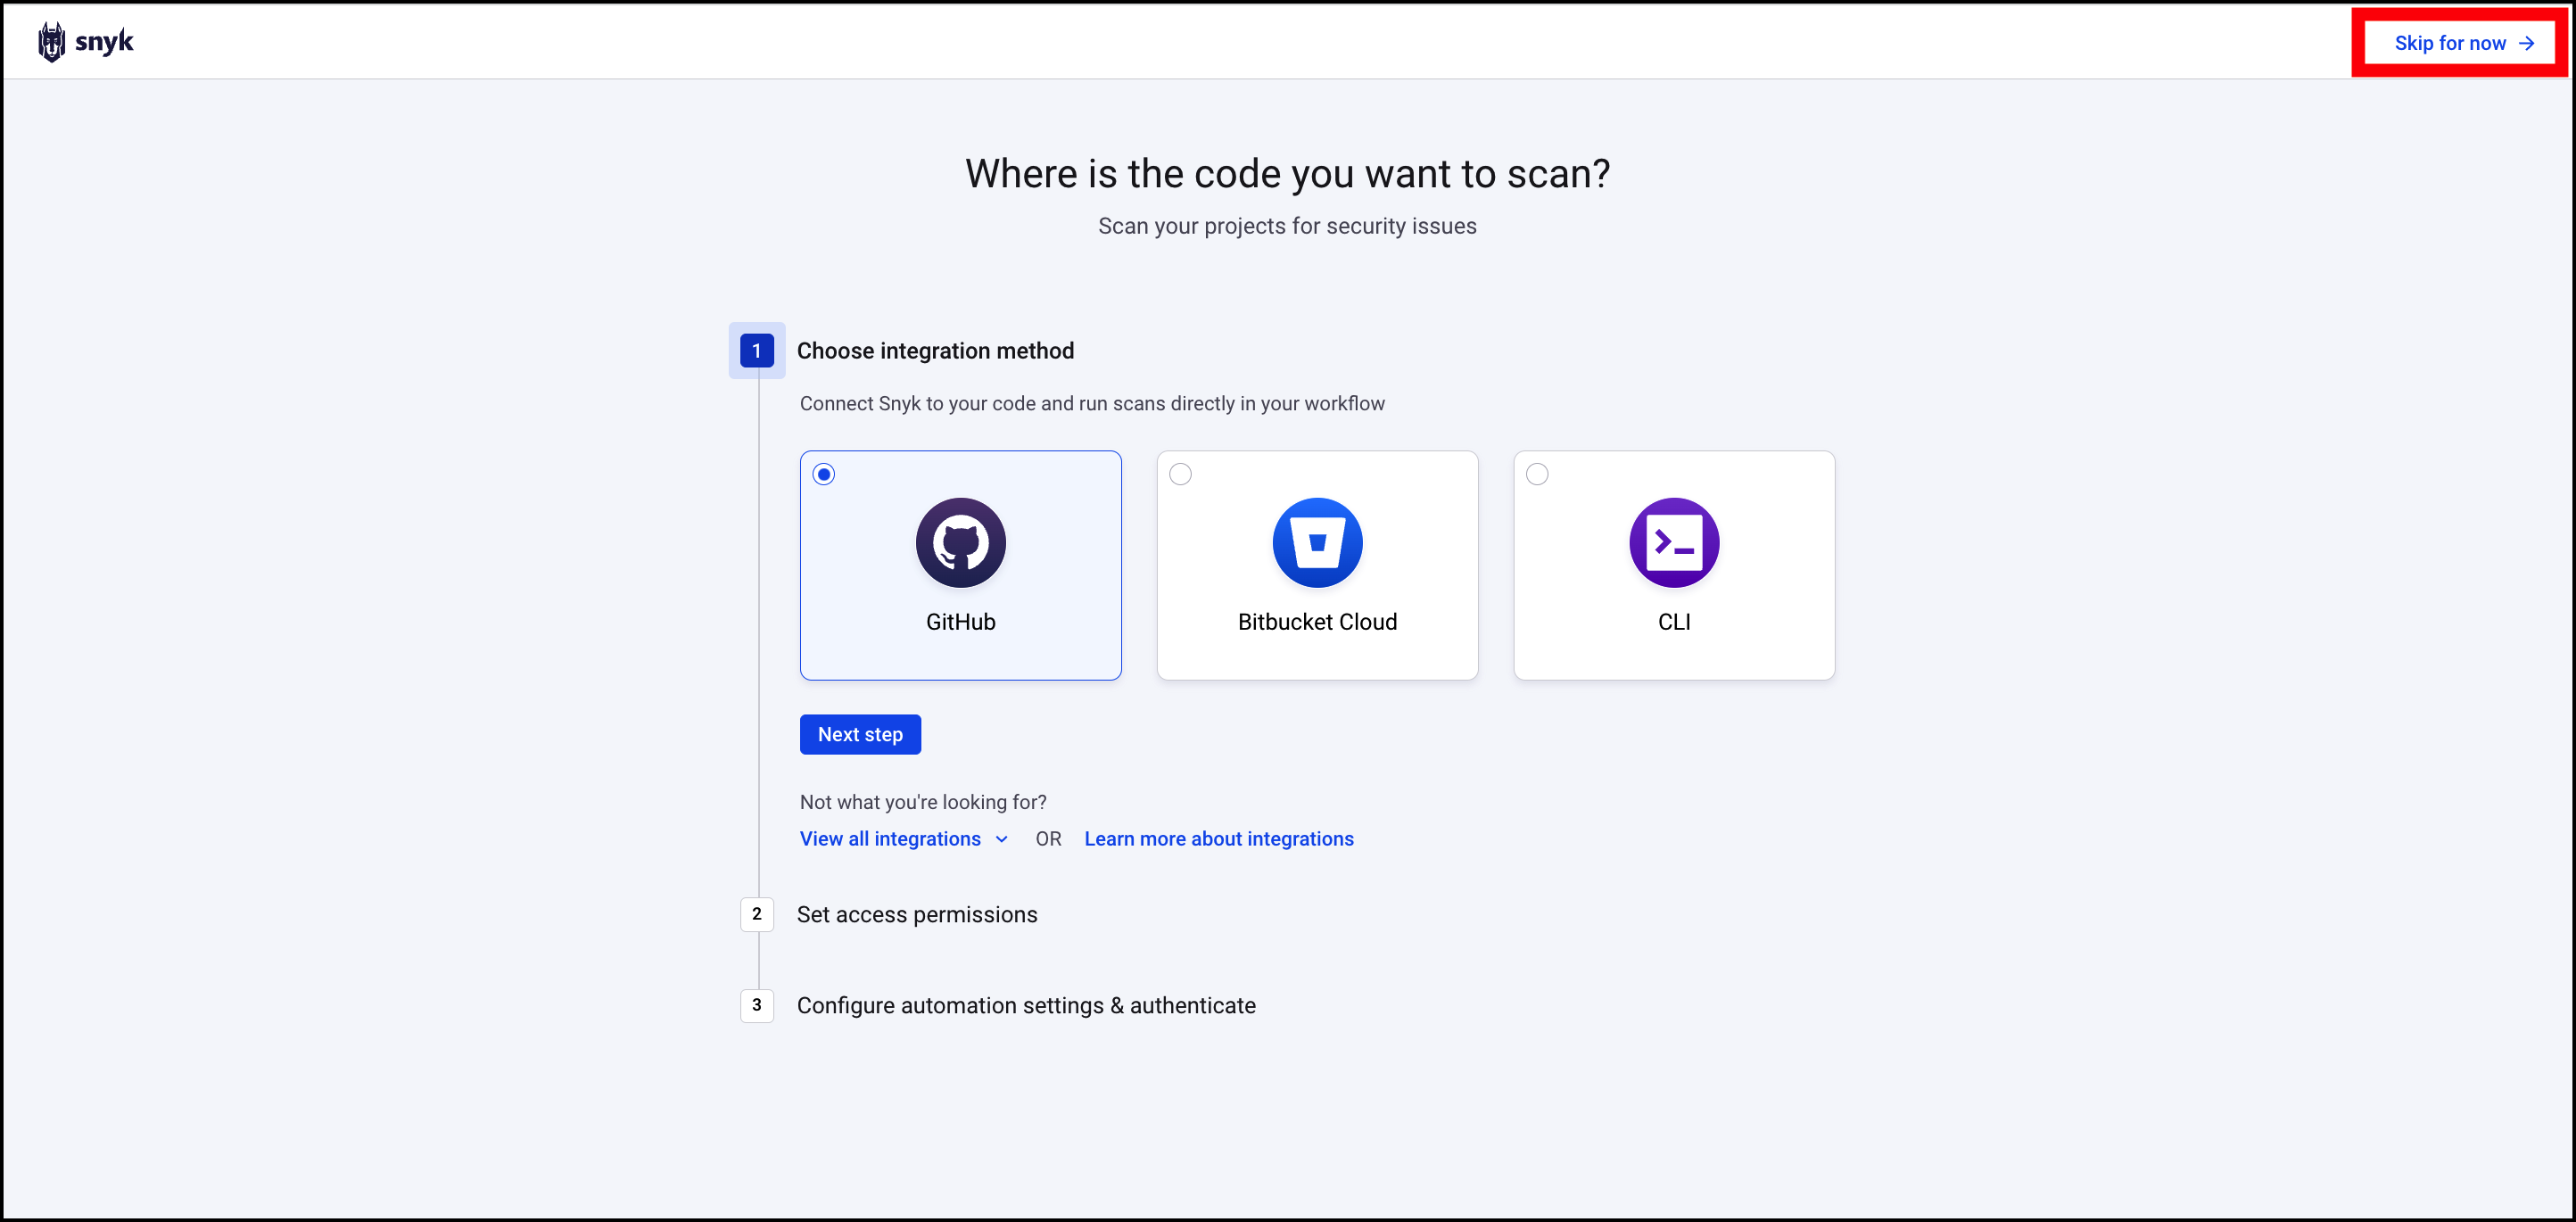 snyk
Skip for now
Where is the code you want to scan?
Scan your projects for security issues
1 Choose integration method
Connect Snyk to your code and run scans directly in your workflow
GitHub
Bitbucket Cloud
CLI
Next step
Not what you're looking for?
View all integrations OR Learn more about integrations
2 Set access permissions
3 Configure automation settings & authenticate